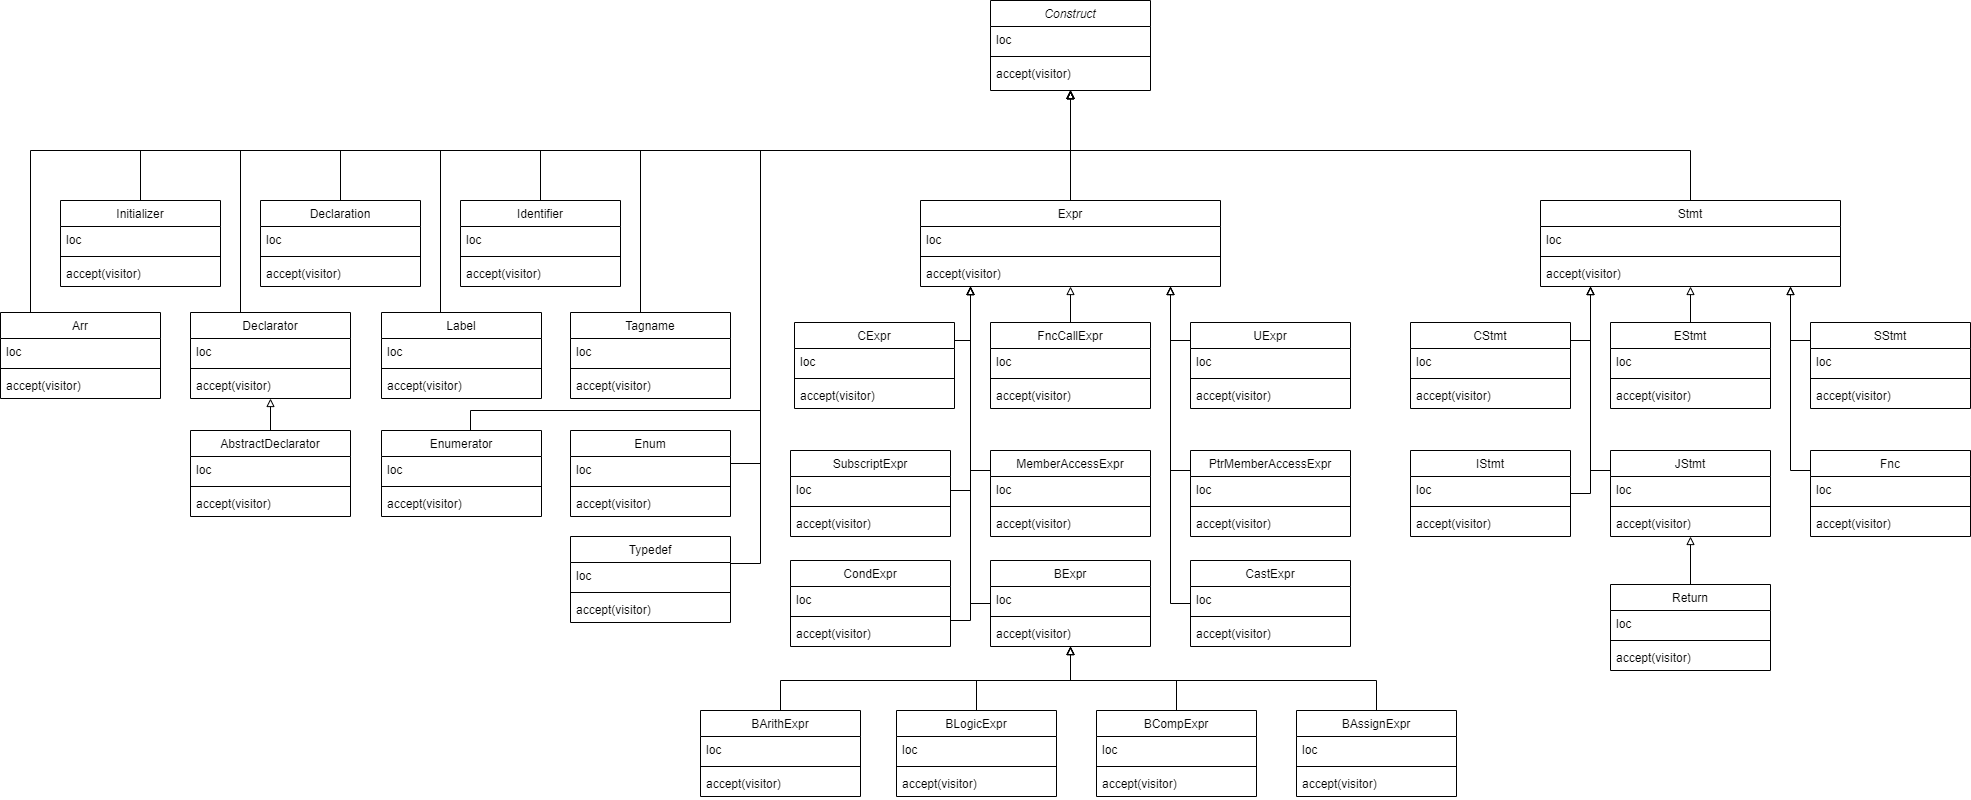 Construct
loc
accept(visitor)
Initializer
loc
accept(visitor)
Declaration
loc
accept(visitor)
Identifier
loc
accept(visitor)
Expr
loc
accept(visitor)
Stmt
loc
accept(visitor)
Arr
loc
accept(visitor)
Declarator
loc
accept(visitor)
Label
loc
accept(visitor)
Tagname
loc
accept(visitor)
CExpr
loc
accept(visitor)
FncCallExpr
loc
accept(visitor)
UExpr
loc
accept(visitor)
CStmt
loc
accept(visitor)
EStmt
loc
accept(visitor)
SStmt
loc
accept(visitor)
AbstractDeclarator
loc
accept(visitor)
Enumerator
loc
accept(visitor)
Enum
loc
accept(visitor)
SubscriptExpr
loc
accept(visitor)
MemberAccessExpr
loc
accept(visitor)
PtrMemberAccessExpr
loc
accept(visitor)
IStmt
loc
accept(visitor)
JStmt
loc
accept(visitor)
Fnc
loc
accept(visitor)
Typedef
loc
accept(visitor)
CondExpr
loc
accept(visitor)
BExpr
loc
accept(visitor)
CastExpr
loc
accept(visitor)
Return
loc
accept(visitor)
BArithExpr
loc
accept(visitor)
BLogicExpr
loc
accept(visitor)
BCompExpr
loc
accept(visitor)
BAssignExpr
loc
accept(visitor)